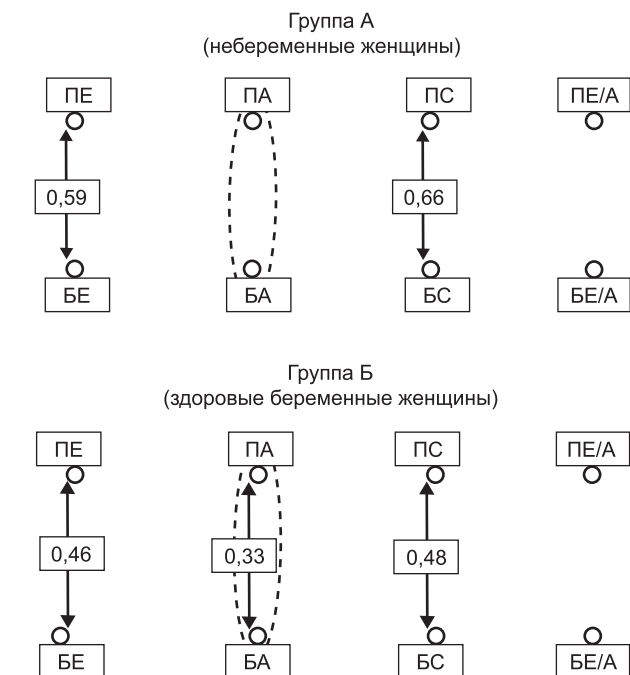 Группа А
(небеременные женщины)
ПЕ ПА ПС ПЕ/А
0,59 0,66
БЕ БА БС БЕ/А
Группа Б
(здоровые беременные женщины)
ПЕ ПА ПС ПЕ/А
0,46 0,33 0,48
БЕ БА БС БЕ/А